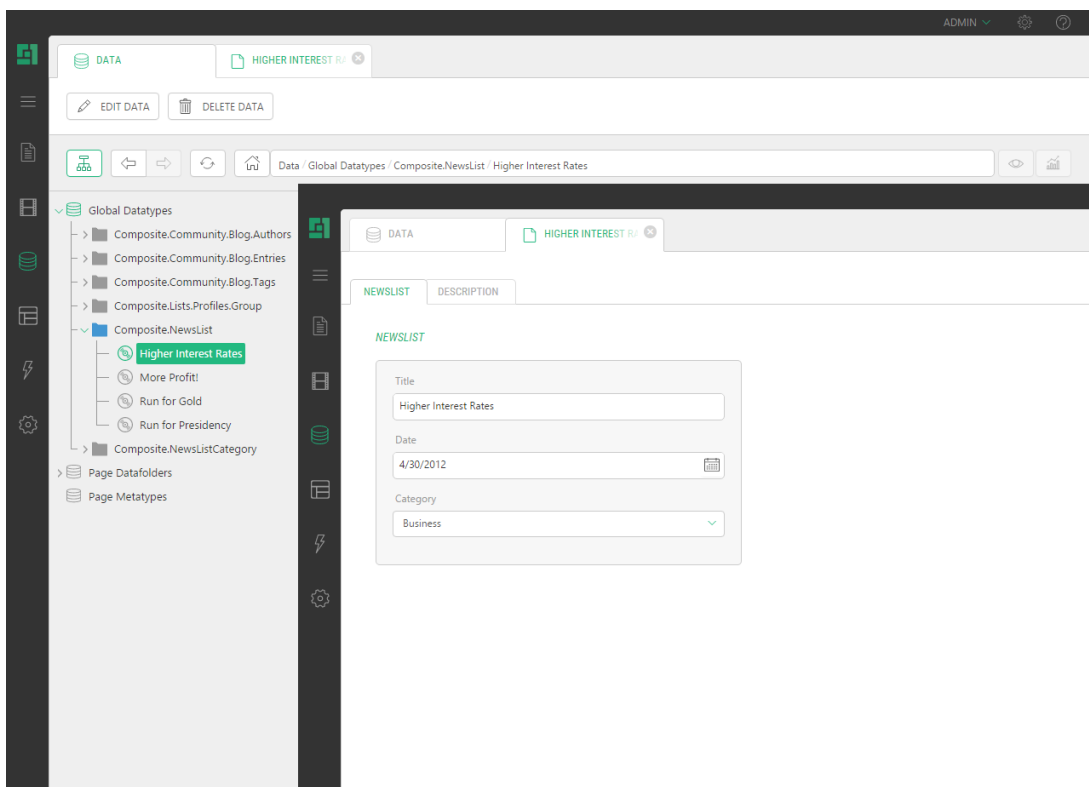 ADMIN
DATA
HIGHER INTEREST RA
EDIT DATA
DELETE DATA
Data / Global Datatypes / Composite.NewsList / Higher Interest Rates
Global Datatypes
Composite.Community.Blog.Authors
Composite.Community.Blog.Entries
Composite.Community.Blog.Tags
Composite.Lists.Profiles.Group
Composite.NewsList
Higher Interest Rates
More Profit!
Run for Gold
Run for Presidency
Composite.NewsListCategory
Page Datafolders
Page Metatypes
DATA
HIGHER INTEREST RA
NEWSLIST
DESCRIPTION
NEWSLIST
Title
Higher Interest Rates
Date
4/30/2012
Category
Business